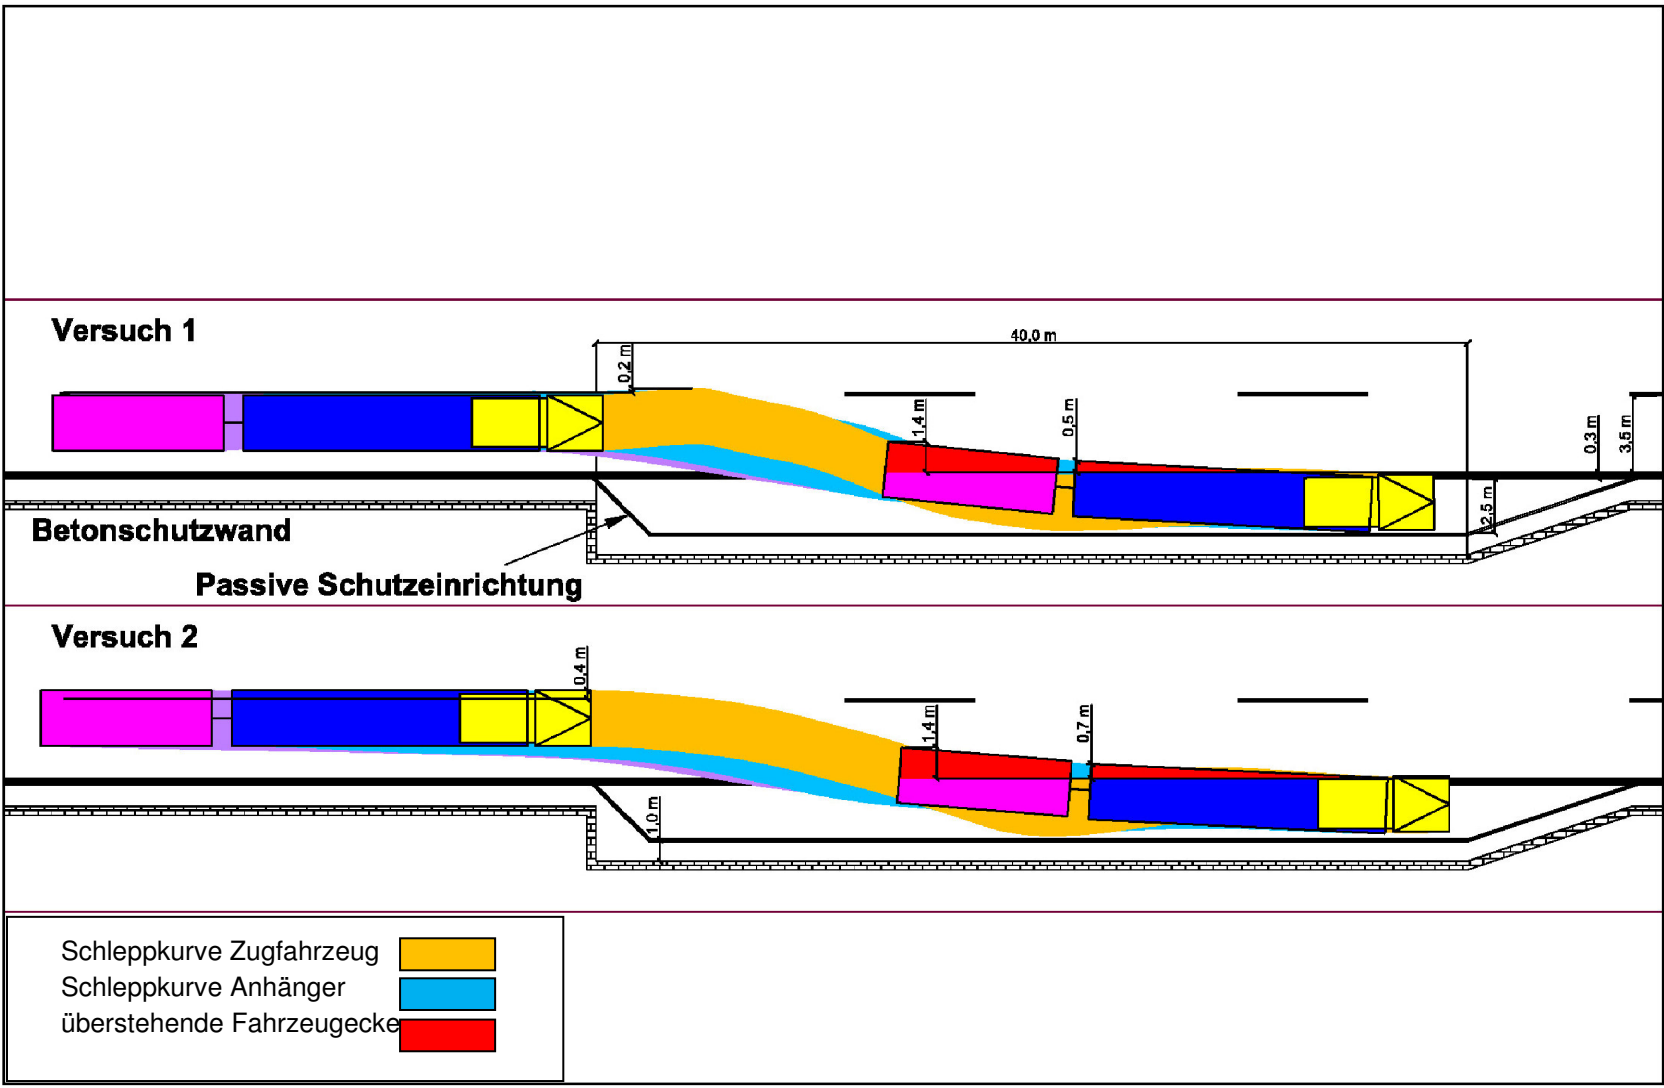 Versuch 1
40,0 m
0,2 m
1,4 m
0,5 m
0,3 m
3,5 m
2,5 m
Betonschutzwand
Passive Schutzeinrichtung
Versuch 2
0,4 m
1,4 m
0,7 m
1,0 m
Schleppkurve Zugfahrzeug
Schleppkurve Anhänger
überstehende Fahrzeugecke